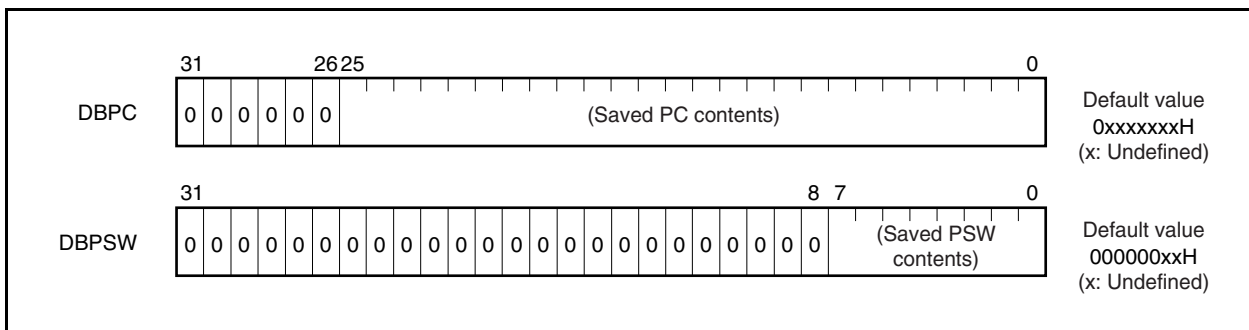 31 26 25 0
DBPC 0 0 0 0 0 0 (Saved PC contents) Default value
0xxxxxxxH
(x: Undefined)
31 8 7 0
DBPSW 0 0 0 0 0 0 0 0 0 0 0 0 0 0 0 0 0 0 0 0 0 0 0 0 (Saved PSW
contents) Default value
000000xxH
(x: Undefined)